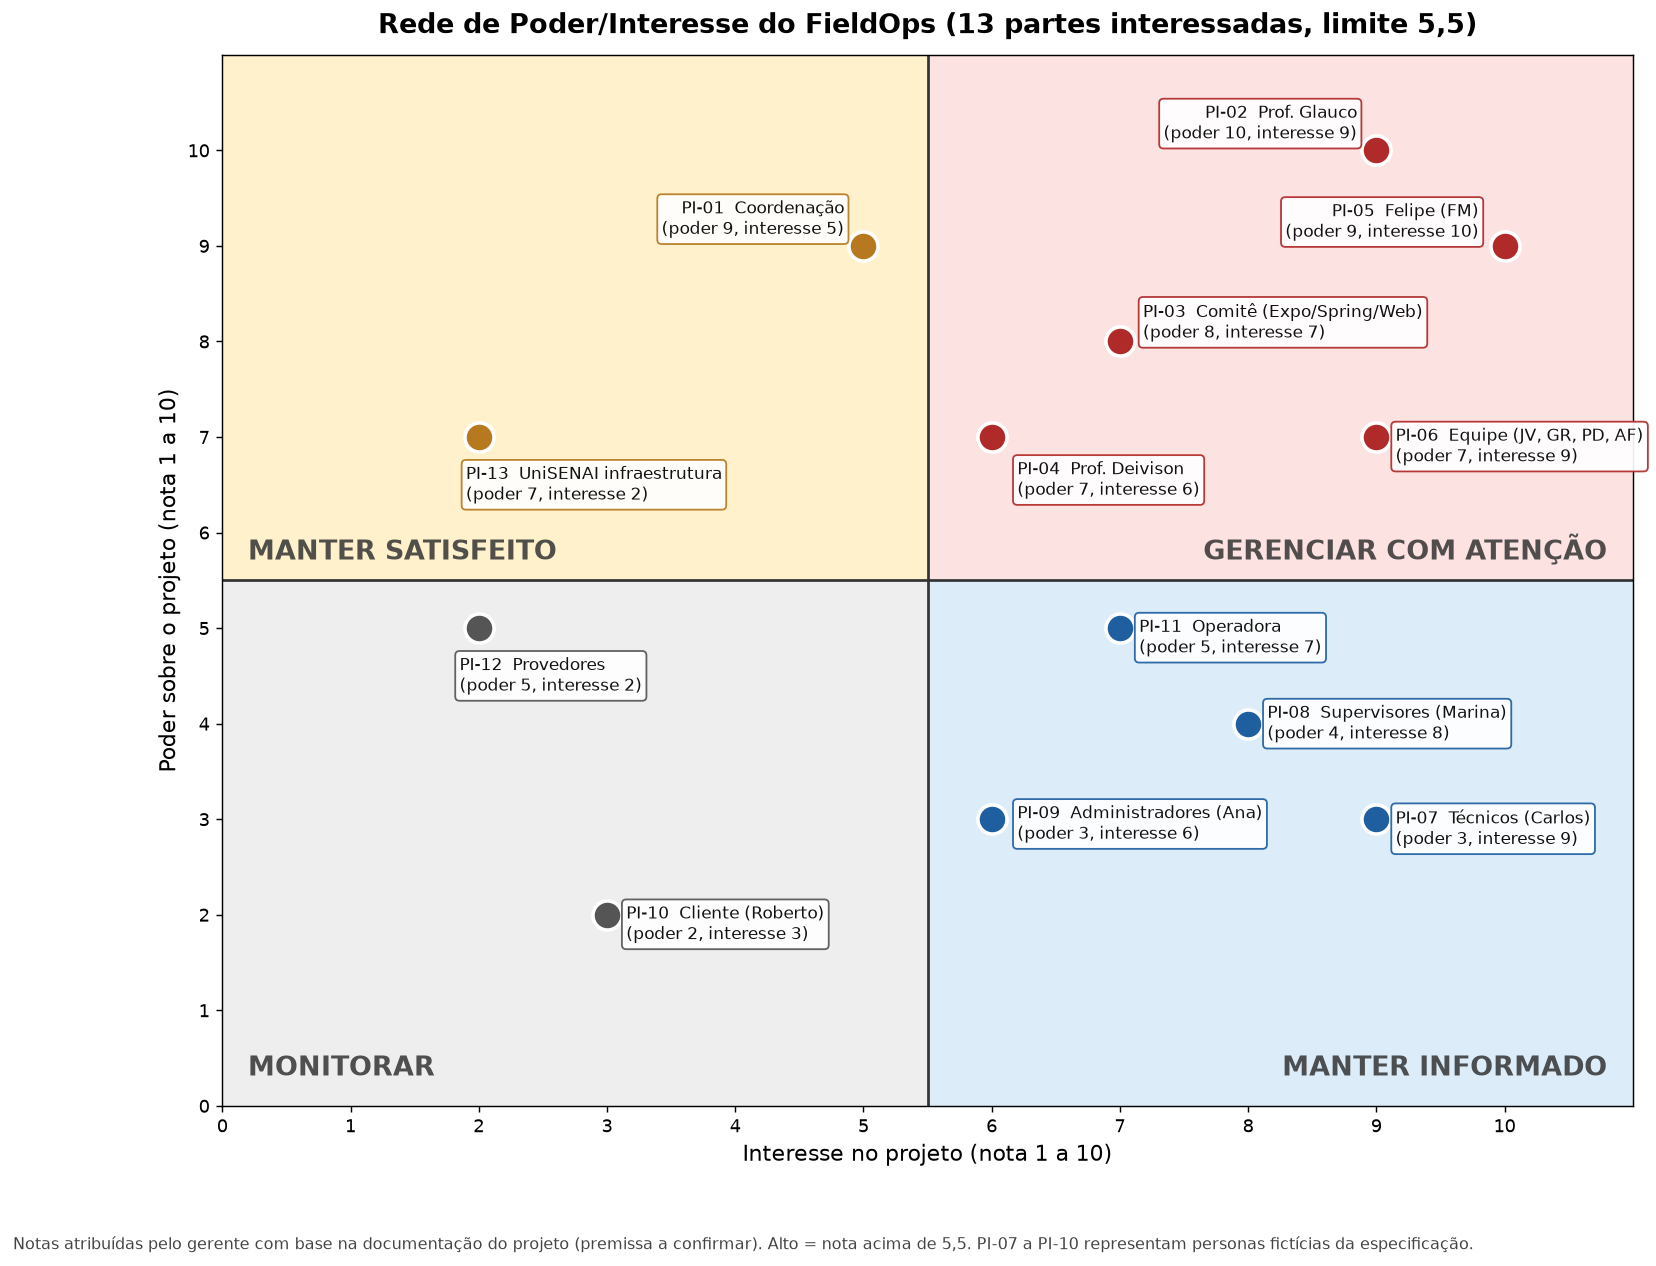 Rede de Poder/Interesse do FieldOps (13 partes interessadas, limite 5,5)
PI-02  Prof. Glauco
(poder 10, interesse 9)
PI-01  Coordenação
(poder 9, interesse 5)
PI-05  Felipe (FM)
(poder 9, interesse 10)
PI-03  Comitê (Expo/Spring/Web)
(poder 8, interesse 7)
PI-13  UniSENAI infraestrutura
(poder 7, interesse 2)
PI-04  Prof. Deivison
(poder 7, interesse 6)
PI-06  Equipe (JV, GR, PD, AF)
(poder 7, interesse 9)
MANTER SATISFEITO
GERENCIAR COM ATENÇÃO
PI-12  Provedores
(poder 5, interesse 2)
PI-11  Operadora
(poder 5, interesse 7)
PI-08  Supervisores (Marina)
(poder 4, interesse 8)
PI-09  Administradores (Ana)
(poder 3, interesse 6)
PI-07  Técnicos (Carlos)
(poder 3, interesse 9)
PI-10  Cliente (Roberto)
(poder 2, interesse 3)
MONITORAR
MANTER INFORMADO
Poder sobre o projeto (nota 1 a 10)
10
9
8
7
6
5
4
3
2
1
0
0 1 2 3 4 5 6 7 8 9 10
Interesse no projeto (nota 1 a 10)
Notas atribuídas pelo gerente com base na documentação do projeto (premissa a confirmar). Alto = nota acima de 5,5. PI-07 a PI-10 representam personas fictícias da especificação.